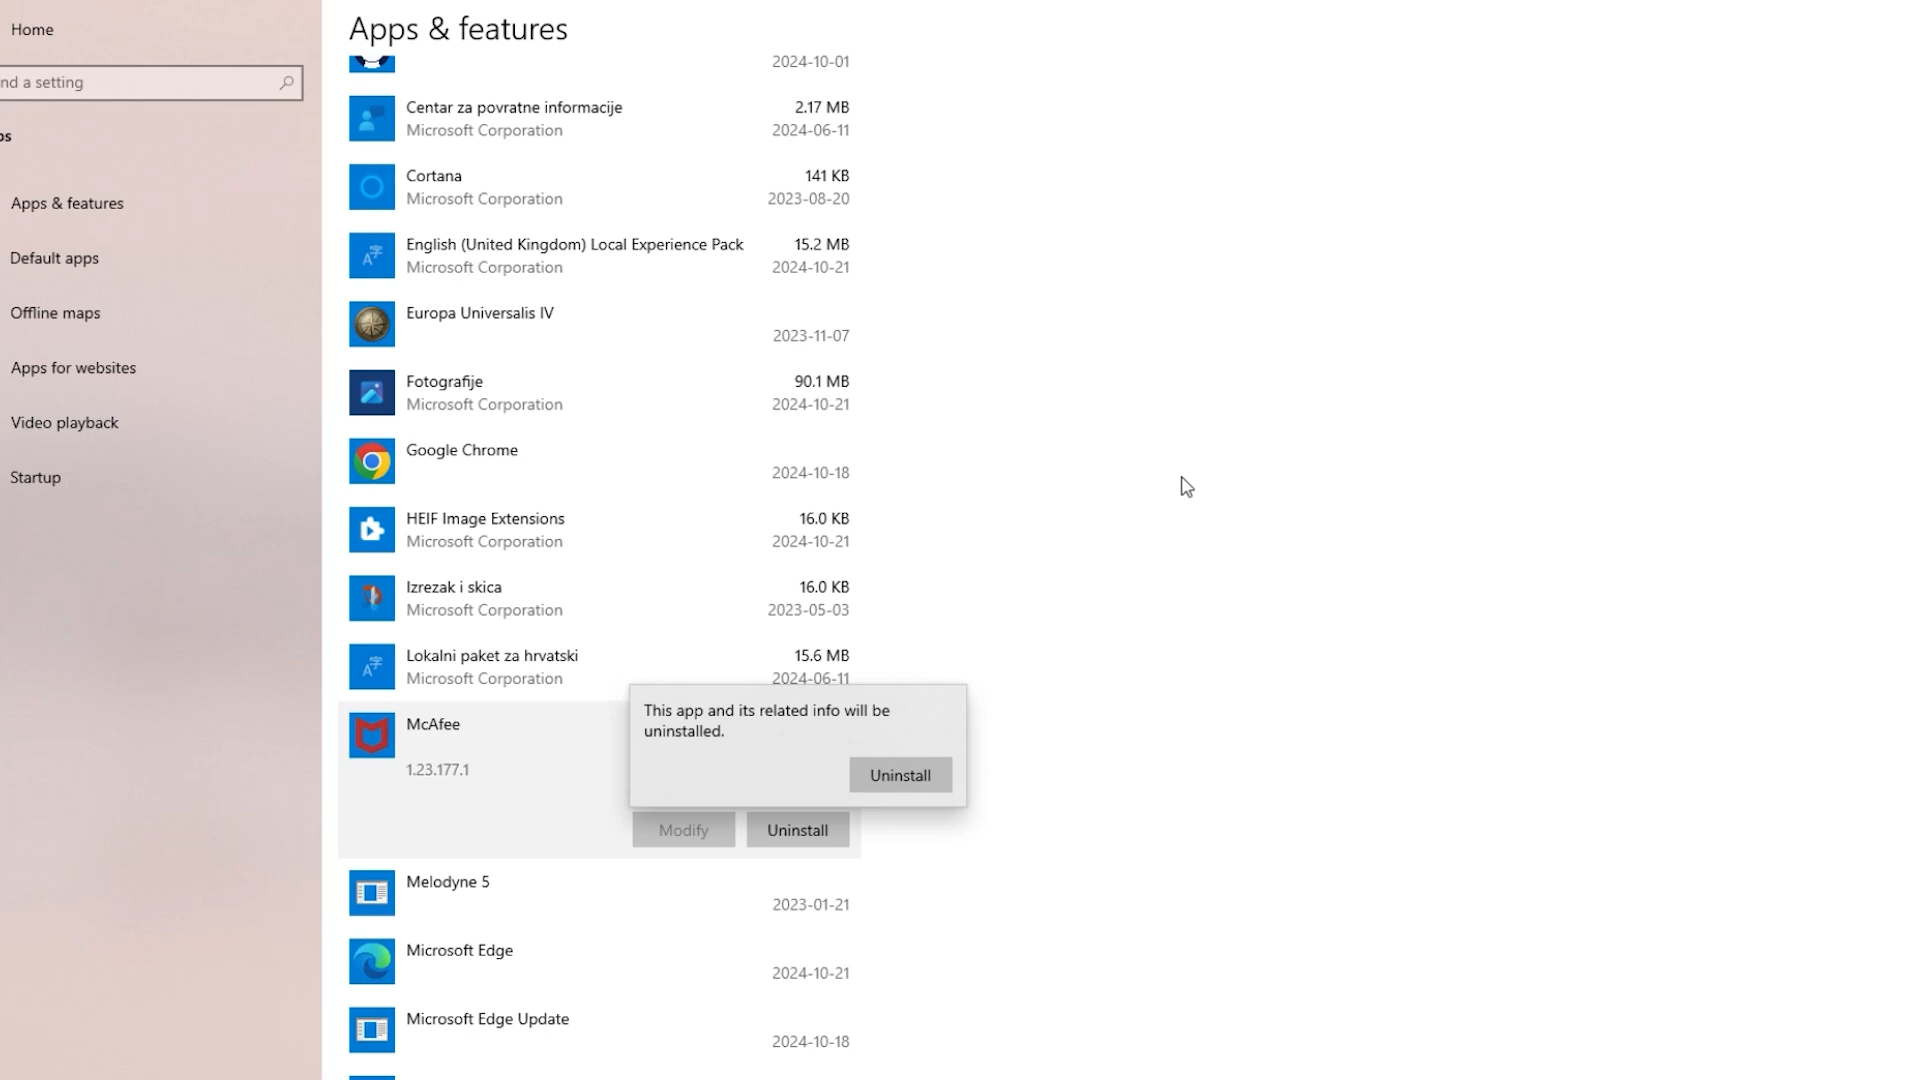 Home
Apps & features
nd a setting
2024-10-01
Centar za povratne informacije 2.17 MB
Microsoft Corporation 2024-06-11
ps
Cortana 141 KB
Microsoft Corporation 2023-08-20
Apps & features
English (United Kingdom) Local Experience Pack 15.2 MB
Default apps
Microsoft Corporation 2024-10-21
Offline maps
Europa Universalis IV
2023-11-07
Apps for websites
Fotografije 90.1 MB
Microsoft Corporation 2024-10-21
Video playback
Google Chrome
2024-10-18
Startup
HEIF Image Extensions 16.0 KB
Microsoft Corporation 2024-10-21
Izrezak i skica 16.0 KB
Microsoft Corporation 2023-05-03
Lokalni paket za hrvatski 15.6 MB
Microsoft Corporation 2024-06-11
McAfee
1.23.177.1
This app and its related info will be
uninstalled.
Uninstall
Modify Uninstall
Melodyne 5
2023-01-21
Microsoft Edge
2024-10-21
Microsoft Edge Update
2024-10-18